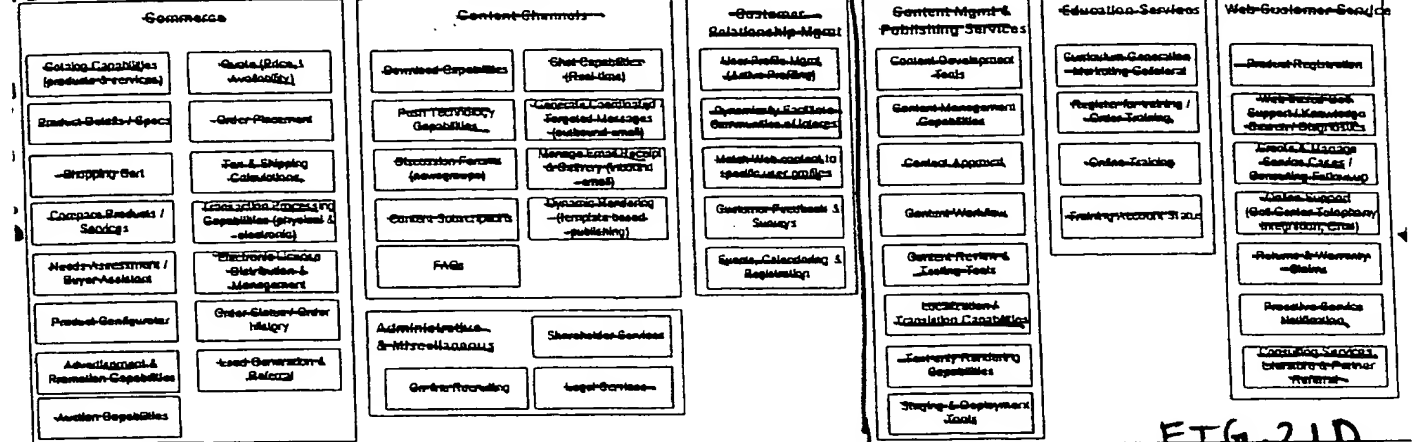 Commerce
Catalog Capabilities
(products & services)
Quote (Price &
Availability)
Product Details / Specs
Order Placement
Shopping Cart
Tax & Shipping
Calculations
Compare Products /
Services
Transaction Processing
Capabilities (physical &
electronic)
Needs Assessment /
Buyer Assistant
Electronic License
Distribution &
Management
Product Configurator
Order Status / Order
History
Advertisement &
Promotion Capabilities
Lead Generation &
Referral
Auction Capabilities
Content Channels
Download Capabilities
Chat Capabilities
(Real-time)
Push Technology
Capabilities
Generate Coordinated /
Targeted Messages
(outbound email)
Discussion Forums
(newsgroups)
Manage Email Receipt
& Delivery (inbound
email)
Content Subscriptions
Dynamic Rendering
(template based
publishing)
FAQs
Administrative
& Miscellaneous
Shareholder Services
On-line Recruiting
Legal Services
Customer
Relationship Mgmt
User Profile Mgmt
(Active Profiling)
Dynamically Facilitate
Communities of Interest
Match Web content to
specific user profiles
Customer Feedback &
Surveys
Events, Calendaring &
Registration
Content Mgmt &
Publishing Services
Content Development
Tools
Content Management
Capabilities
Content Approval
Content Workflow
Content Review &
Testing Tools
Localization /
Translation Capabilities
Text only Rendering
Capabilities
Staging & Deployment
Tools
Education Services
Curriculum Generation
Marketing Collateral
Register for training /
Order Training
Online Training
Training Account Status
Web Customer Service
Product Registration
Web Based Self
Support / Knowledge
Search / Diagnostics
Create & Manage
Service Cases /
Consulting Follow up
Online Support
(Call Center Telephony
Integration, Chat)
Returns & Warranty
Claims
Proactive Service
Notification
Consulting Services,
Literature & Partner
Referral
FIG. 21D